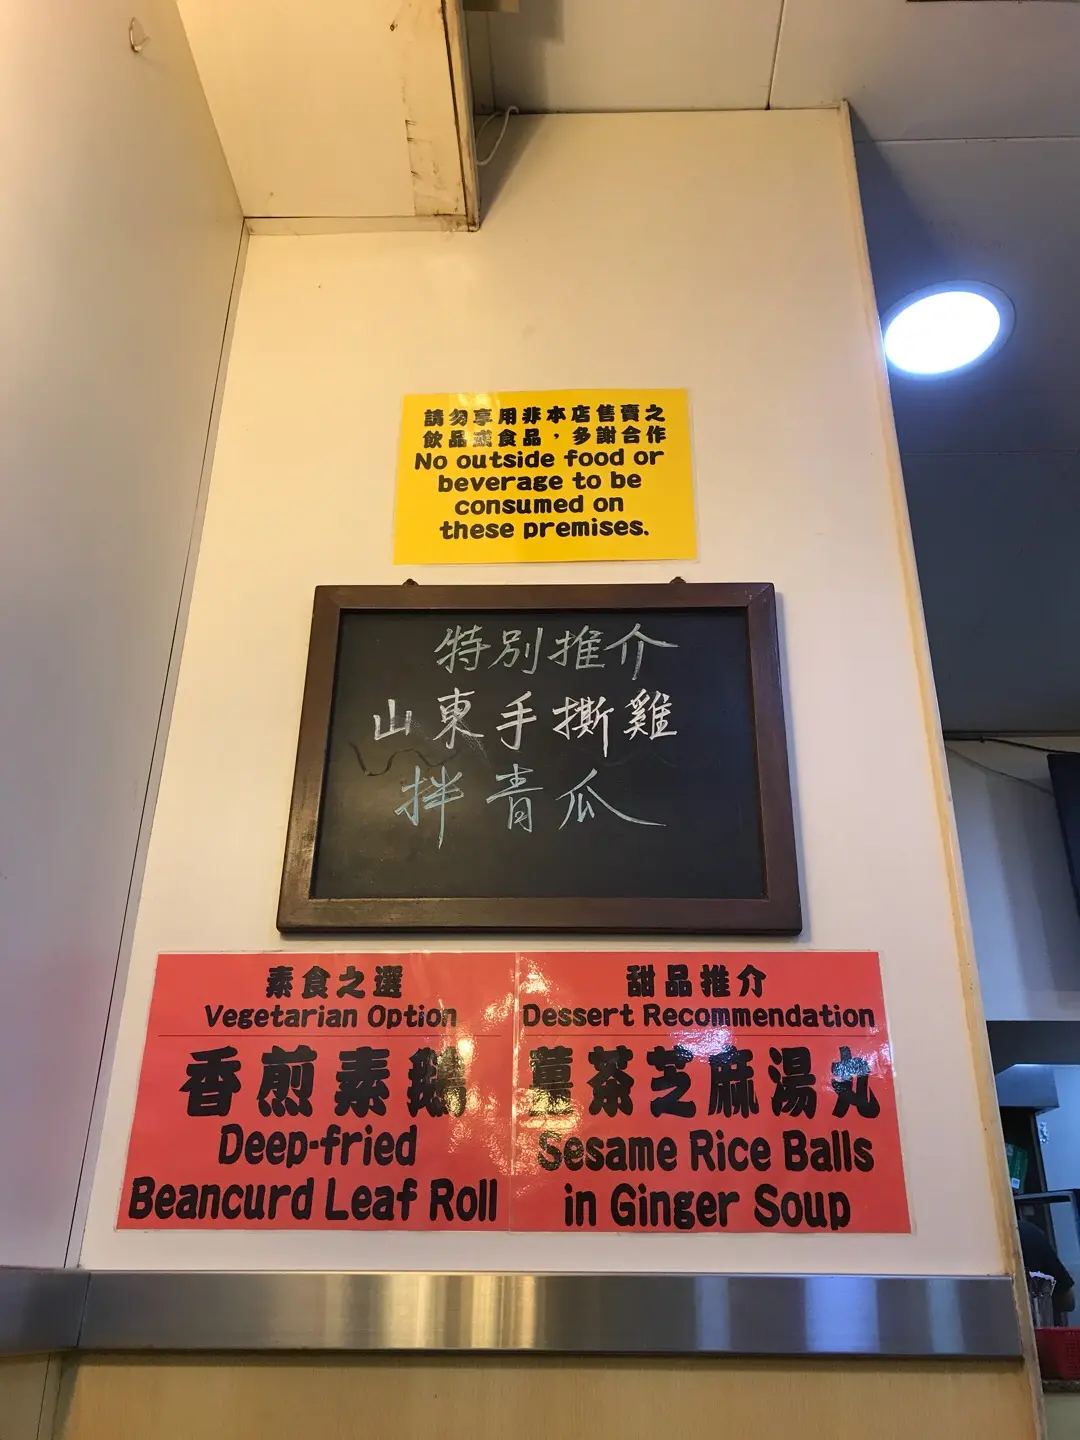 請勿享用非本店售賣之
飲品或食品，多謝合作
No outside food or
beverage to be
consumed on
these premises.
特別推介
山東手撕雞
拌青瓜
素食之選
Vegetarian Option
香煎素鵝
Deep-fried
Beancurd Leaf Roll
甜品推介
Dessert Recommendation
薑茶芝麻湯丸
Sesame Rice Balls
in Ginger Soup